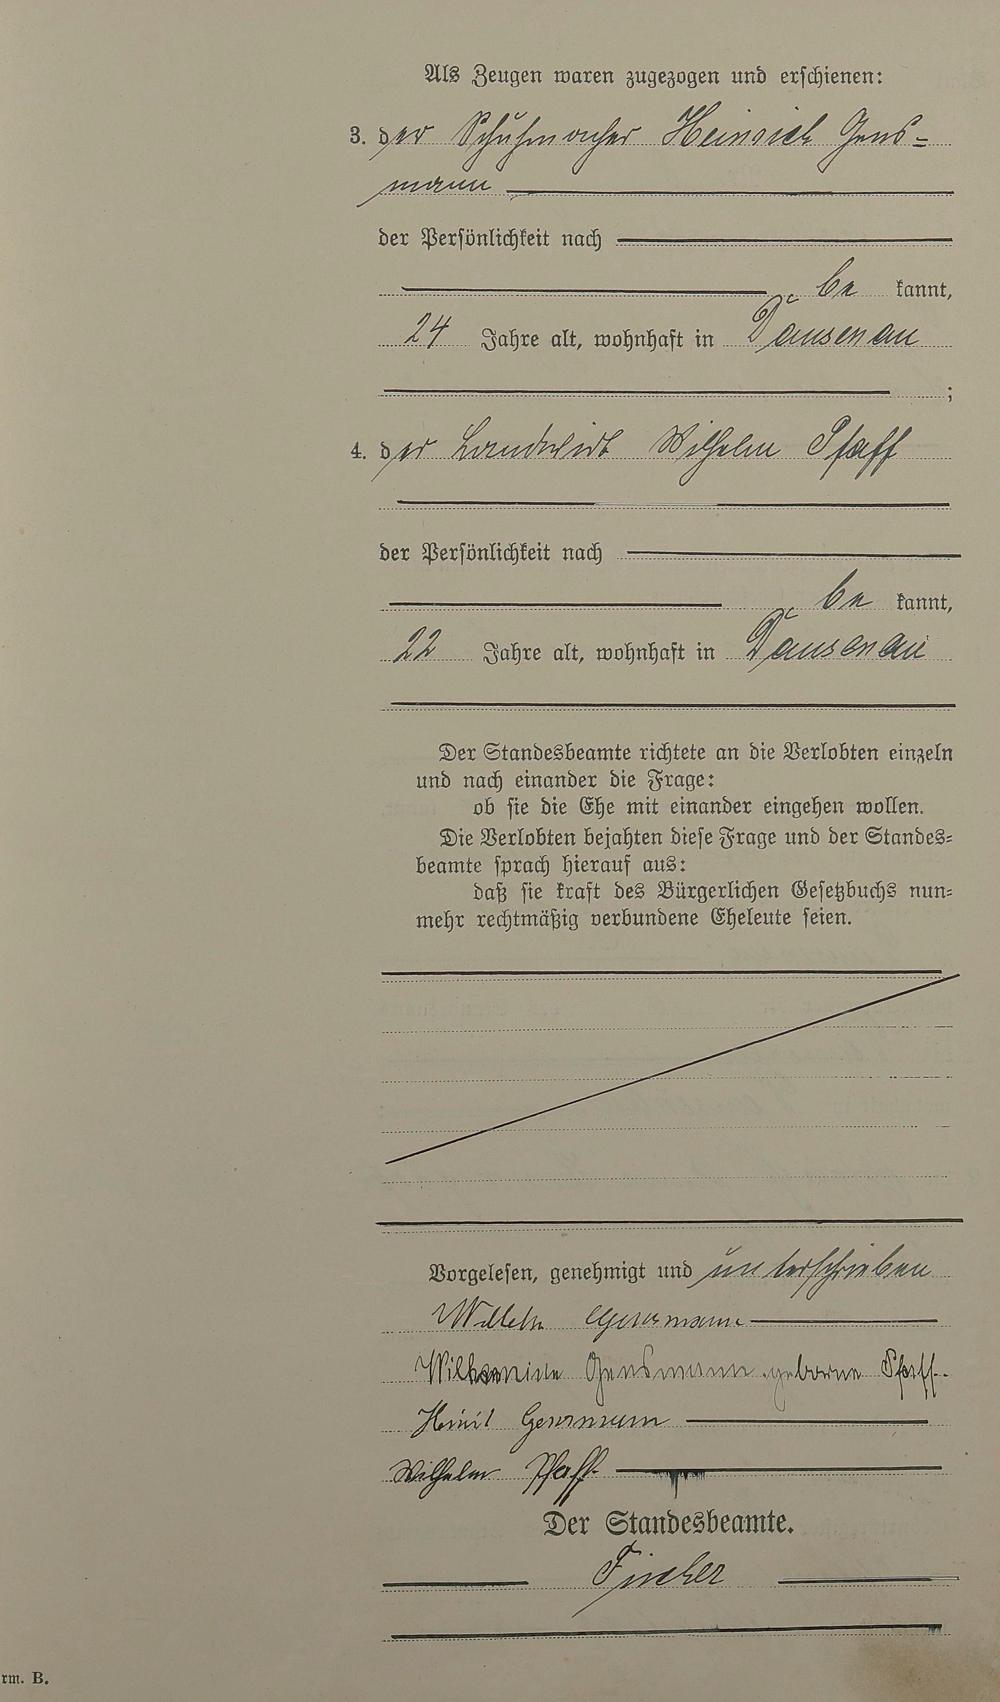 Als Zeugen waren zugezogen und erschienen:
3. der Schuhmacher Heinrich Gens=
mann
der Persönlichkeit nach
be kannt,
24 Jahre alt, wohnhaft in Dausenau
;
4. der Landwirt Wilhelm Pfaff
der Persönlichkeit nach
be kannt,
22 Jahre alt, wohnhaft in Dausenau
Der Standesbeamte richtete an die Verlobten einzeln
und nach einander die Frage:
ob sie die Ehe mit einander eingehen wollen.
Die Verlobten bejahten diese Frage und der Standes=
beamte sprach hierauf aus:
daß sie kraft des Bürgerlichen Gesetzbuchs nun=
mehr rechtmäßig verbundene Eheleute seien.
Vorgelesen, genehmigt und unterschrieben
Wilhelm Gensmann
Wilhelmine Gensmann geborne Pfaff.
Gensmann
Wilhelm Pfaff
Der Standesbeamte.
Fischer
rm. B.